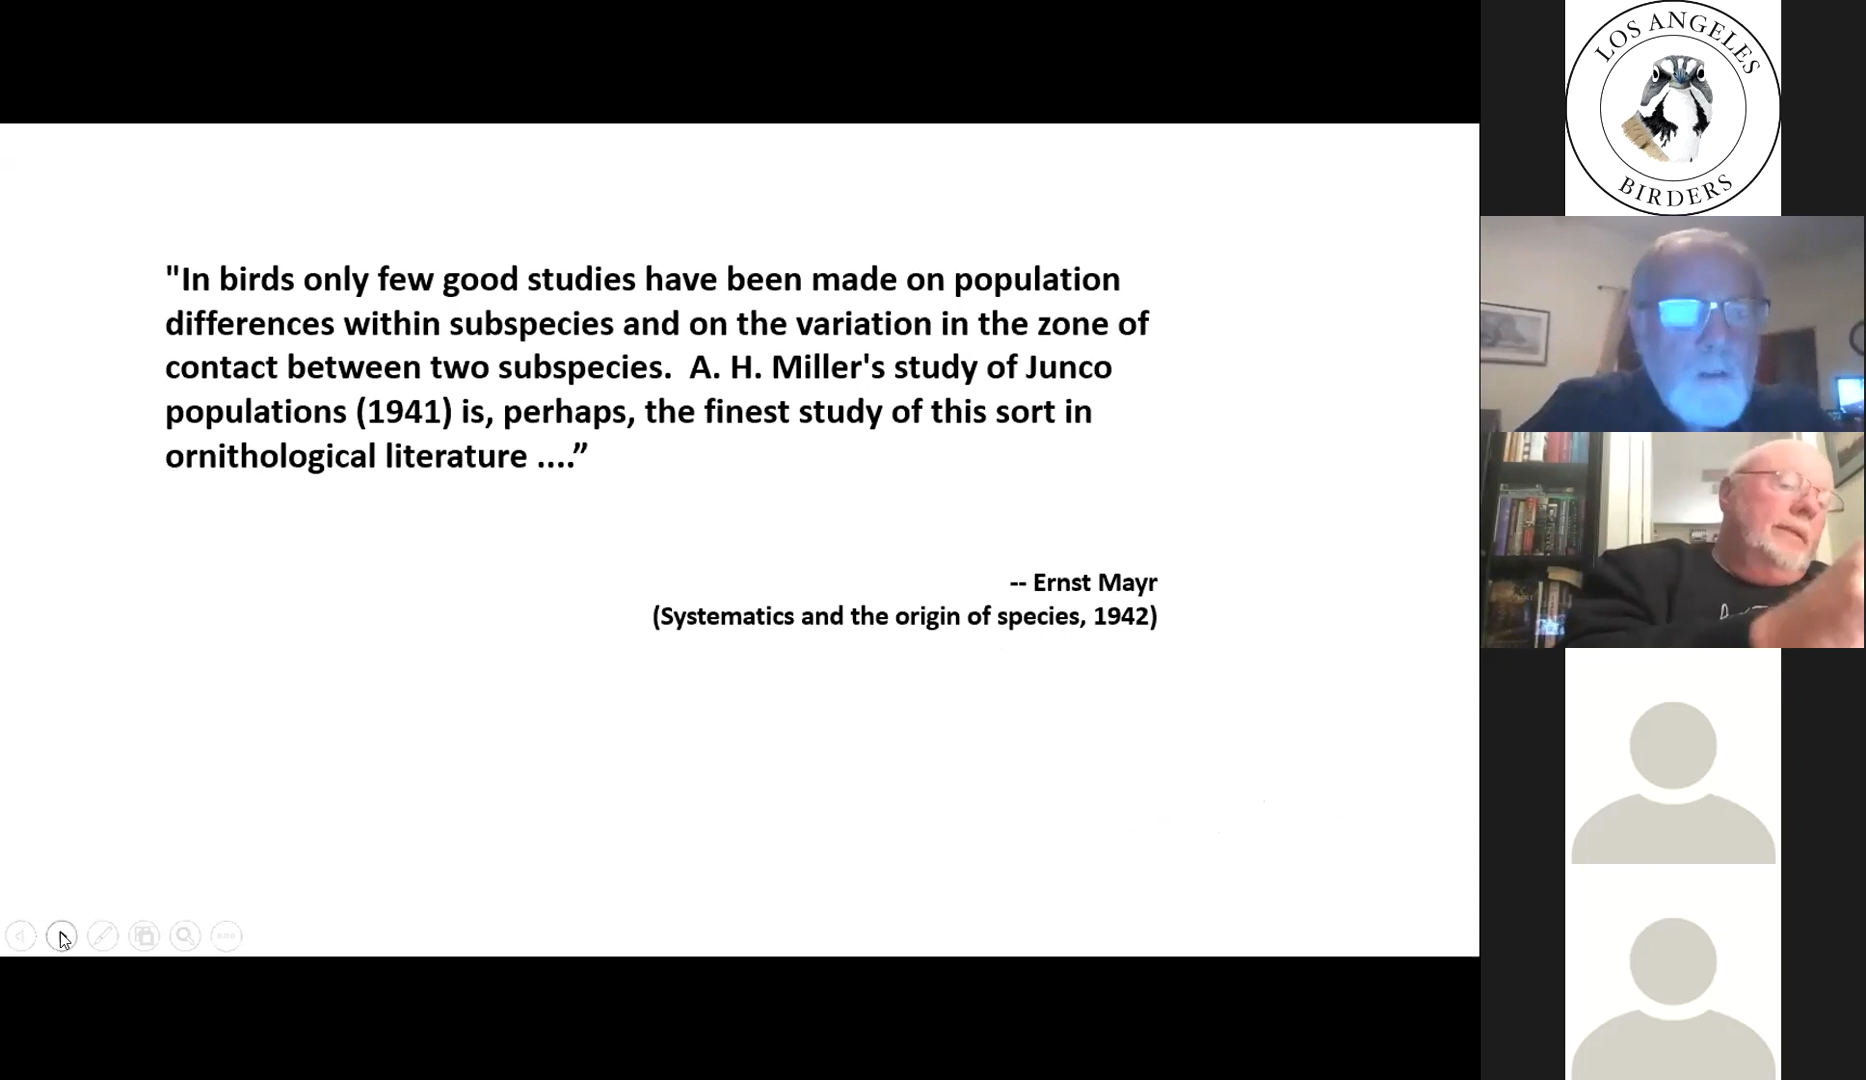 "In birds only few good studies have been made on population
differences within subspecies and on the variation in the zone of
contact between two subspecies.  A. H. Miller's study of Junco
populations (1941) is, perhaps, the finest study of this sort in
ornithological literature ....”
-- Ernst Mayr
(Systematics and the origin of species, 1942)
LOS ANGELES
BIRDERS